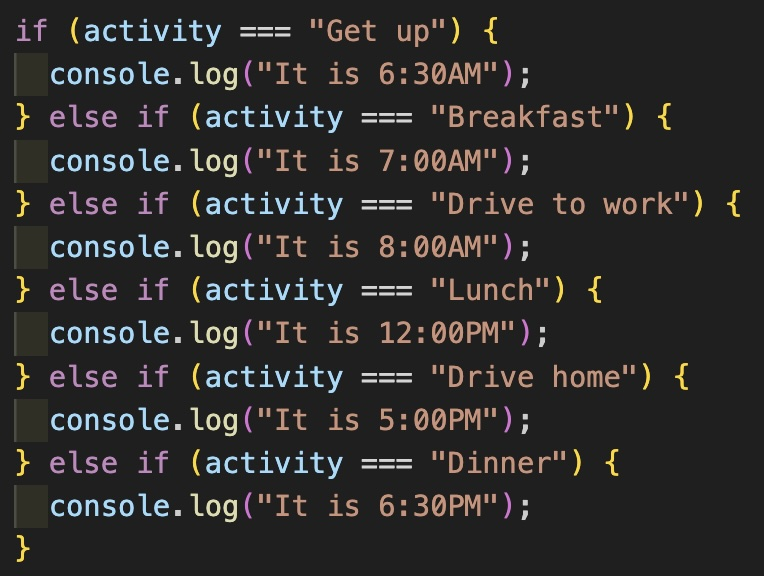 if (activity === "Get up") {
  console.log("It is 6:30AM");
} else if (activity === "Breakfast") {
  console.log("It is 7:00AM");
} else if (activity === "Drive to work") {
  console.log("It is 8:00AM");
} else if (activity === "Lunch") {
  console.log("It is 12:00PM");
} else if (activity === "Drive home") {
  console.log("It is 5:00PM");
} else if (activity === "Dinner") {
  console.log("It is 6:30PM");
}